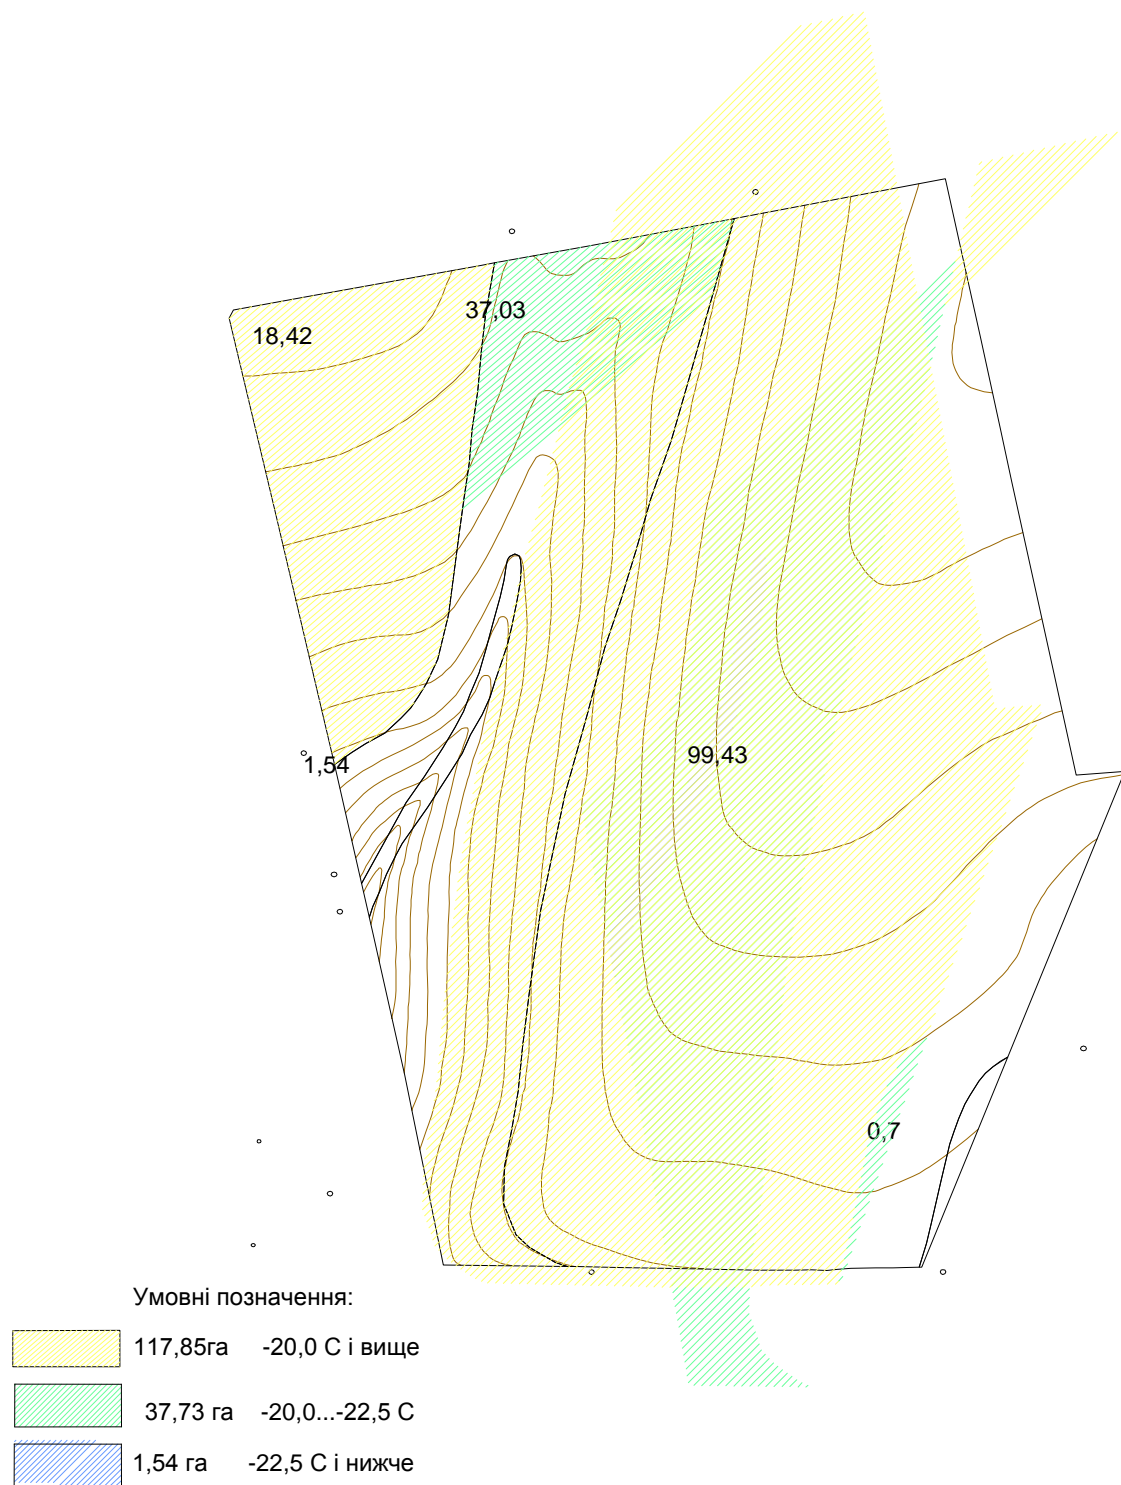 37,03
18,42
1,54
99,43
0,7
Умовні позначення:
117,85га -20,0 С і вище
37,73 га -20,0...-22,5 С
1,54 га -22,5 С і нижче